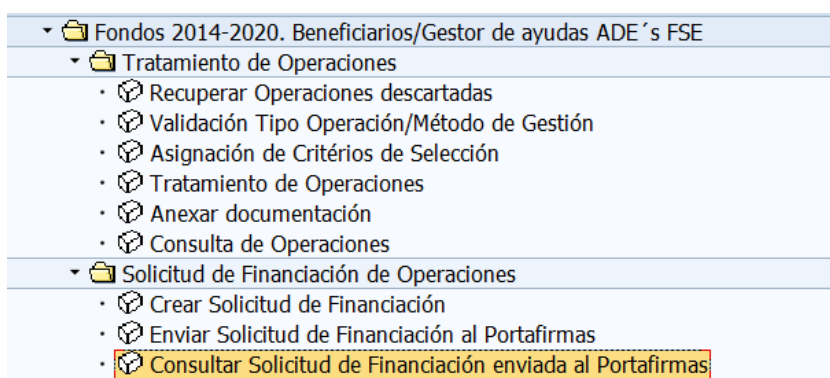 Fondos 2014-2020. Beneficiarios/Gestor de ayudas ADE´s FSE
Tratamiento de Operaciones
Recuperar Operaciones descartadas
Validación Tipo Operación/Método de Gestión
Asignación de Critérios de Selección
Tratamiento de Operaciones
Anexar documentación
Consulta de Operaciones
Solicitud de Financiación de Operaciones
Crear Solicitud de Financiación
Enviar Solicitud de Financiación al Portafirmas
Consultar Solicitud de Financiación enviada al Portafirmas